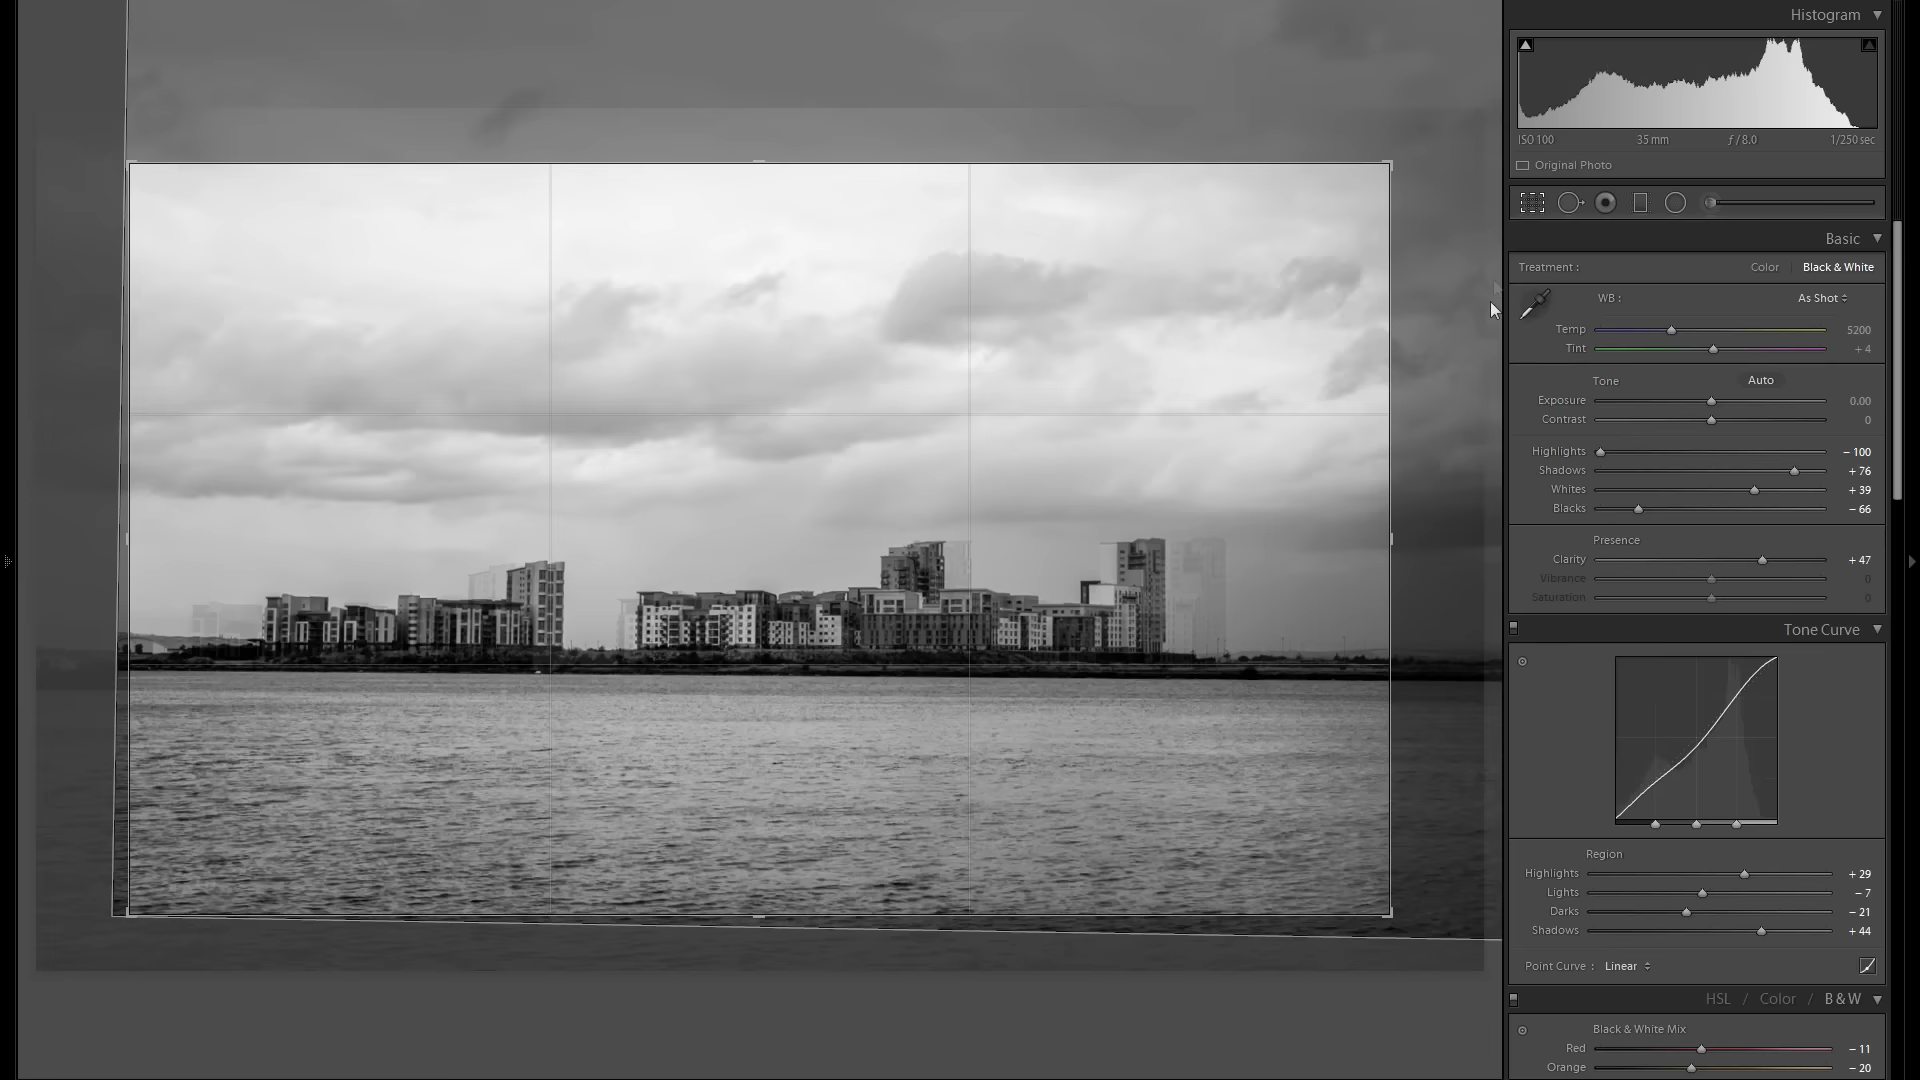 Histogram
ISO 100 35 mm ƒ / 8.0 1/250 sec
Original Photo
Basic
Treatment : Color Black & White
WB : As Shot
Temp 5200
Tint + 4
Tone Auto
Exposure 0.00
Contrast 0
Highlights − 100
Shadows + 76
Whites + 39
Blacks − 66
Presence
Clarity + 47
Vibrance 0
Saturation 0
Tone Curve
Region
Highlights + 29
Lights − 7
Darks − 21
Shadows + 44
Point Curve : Linear
HSL / Color / B & W
Black & White Mix
Red − 11
Orange − 20